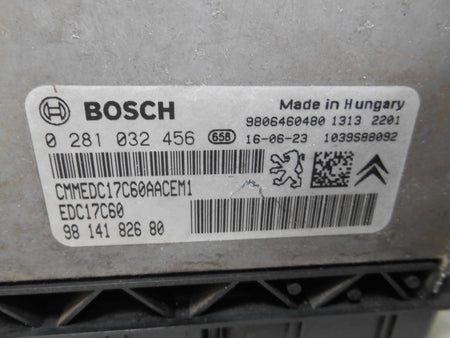 BOSCH
Made in Hungary
9806460480 1313 2201
0 281 032 456 658 16-06-23 1039S88092
CMMEDC17C60AACEM1
EDC17C60
98 141 826 80